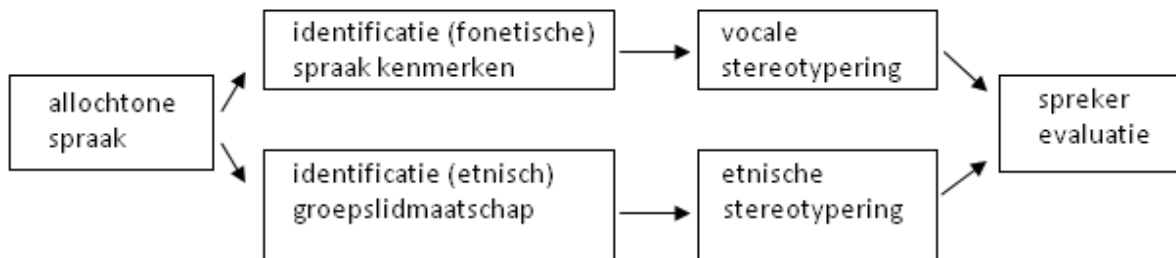 allochtone
spraak
identificatie (fonetische)
spraak kenmerken
vocale
stereotypering
identificatie (etnisch)
groepslidmaatschap
etnische
stereotypering
spreker
evaluatie